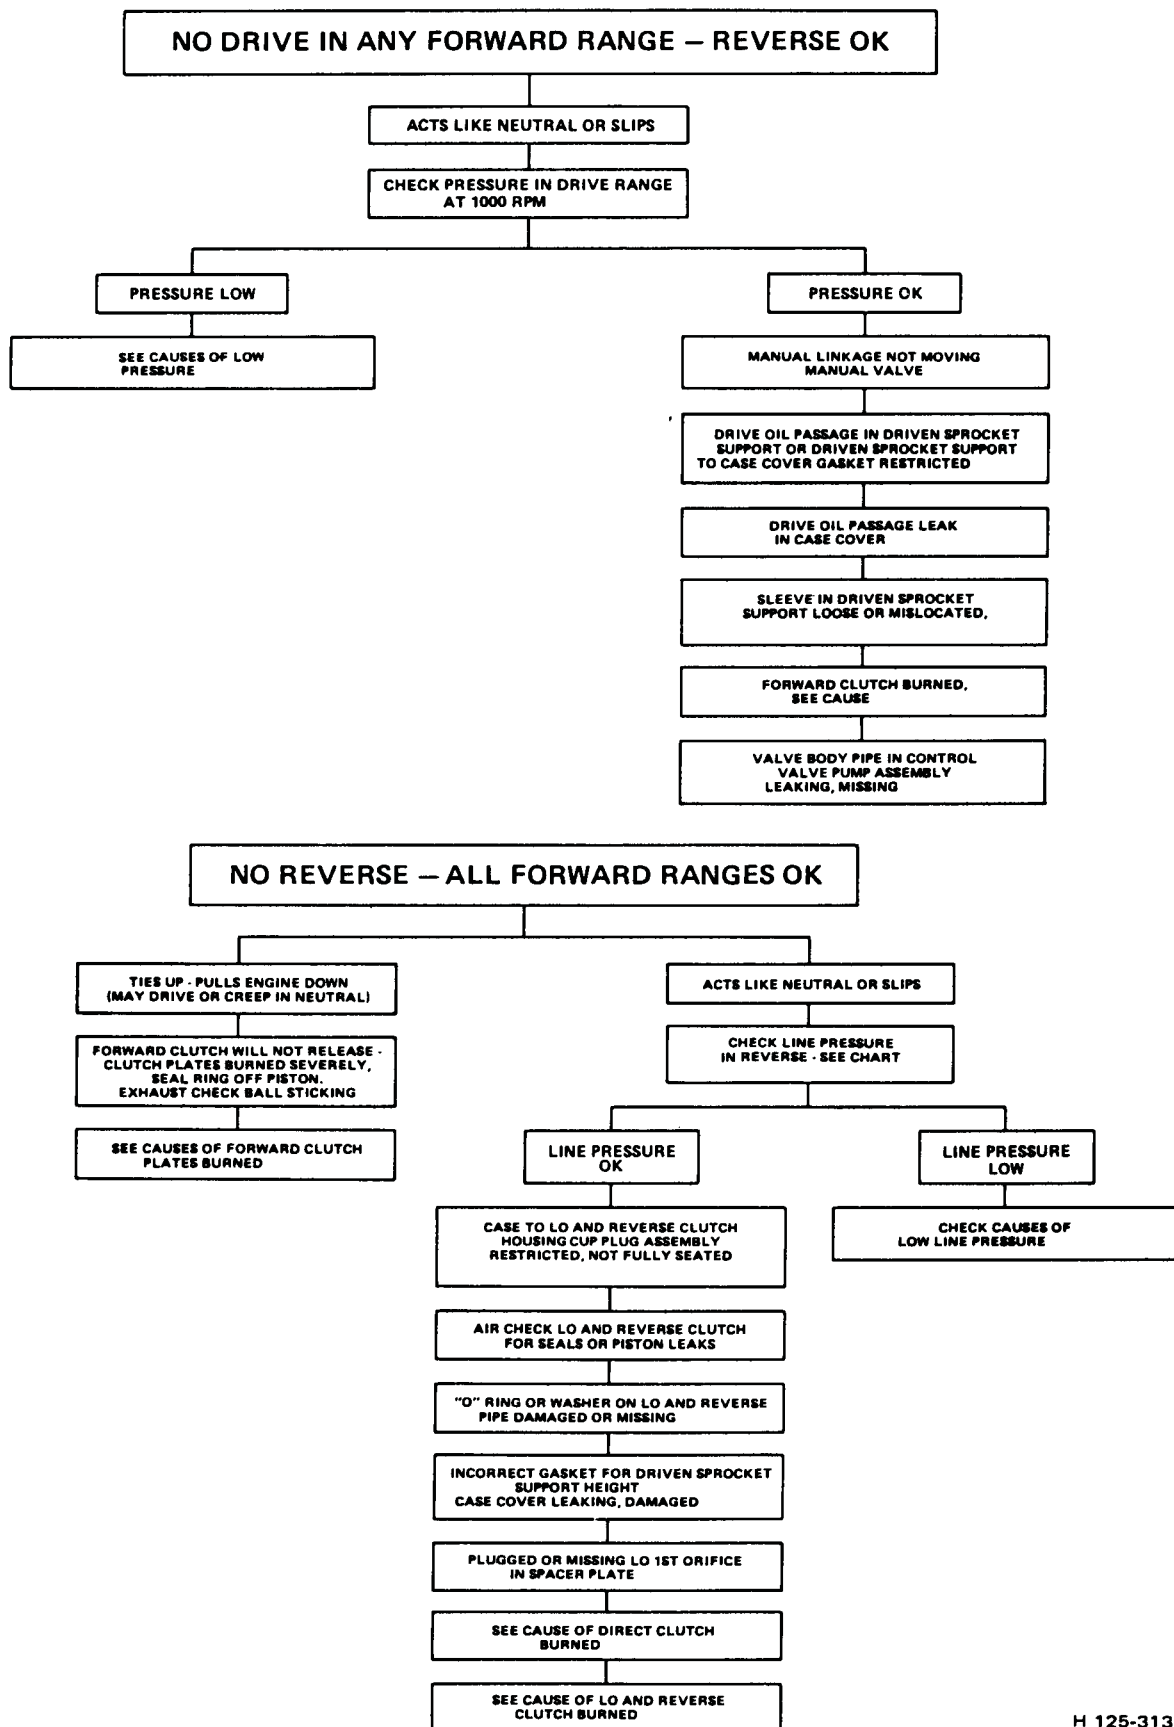 NO DRIVE IN ANY FORWARD RANGE – REVERSE OK
ACTS LIKE NEUTRAL OR SLIPS
CHECK PRESSURE IN DRIVE RANGE
AT 1000 RPM
PRESSURE LOW
SEE CAUSES OF LOW
PRESSURE
PRESSURE OK
MANUAL LINKAGE NOT MOVING
MANUAL VALVE
DRIVE OIL PASSAGE IN DRIVEN SPROCKET
SUPPORT OR DRIVEN SPROCKET SUPPORT
TO CASE COVER GASKET RESTRICTED
DRIVE OIL PASSAGE LEAK
IN CASE COVER
SLEEVE IN DRIVEN SPROCKET
SUPPORT LOOSE OR MISLOCATED,
FORWARD CLUTCH BURNED,
SEE CAUSE
VALVE BODY PIPE IN CONTROL
VALVE PUMP ASSEMBLY
LEAKING, MISSING
NO REVERSE – ALL FORWARD RANGES OK
TIES UP - PULLS ENGINE DOWN
(MAY DRIVE OR CREEP IN NEUTRAL)
FORWARD CLUTCH WILL NOT RELEASE -
CLUTCH PLATES BURNED SEVERELY,
SEAL RING OFF PISTON.
EXHAUST CHECK BALL STICKING
SEE CAUSES OF FORWARD CLUTCH
PLATES BURNED
ACTS LIKE NEUTRAL OR SLIPS
CHECK LINE PRESSURE
IN REVERSE - SEE CHART
LINE PRESSURE
OK
CASE TO LO AND REVERSE CLUTCH
HOUSING CUP PLUG ASSEMBLY
RESTRICTED, NOT FULLY SEATED
AIR CHECK LO AND REVERSE CLUTCH
FOR SEALS OR PISTON LEAKS
"O" RING OR WASHER ON LO AND REVERSE
PIPE DAMAGED OR MISSING
INCORRECT GASKET FOR DRIVEN SPROCKET
SUPPORT HEIGHT
CASE COVER LEAKING, DAMAGED
PLUGGED OR MISSING LO 1ST ORIFICE
IN SPACER PLATE
SEE CAUSE OF DIRECT CLUTCH
BURNED
SEE CAUSE OF LO AND REVERSE
CLUTCH BURNED
LINE PRESSURE
LOW
CHECK CAUSES OF
LOW LINE PRESSURE
H 125-313